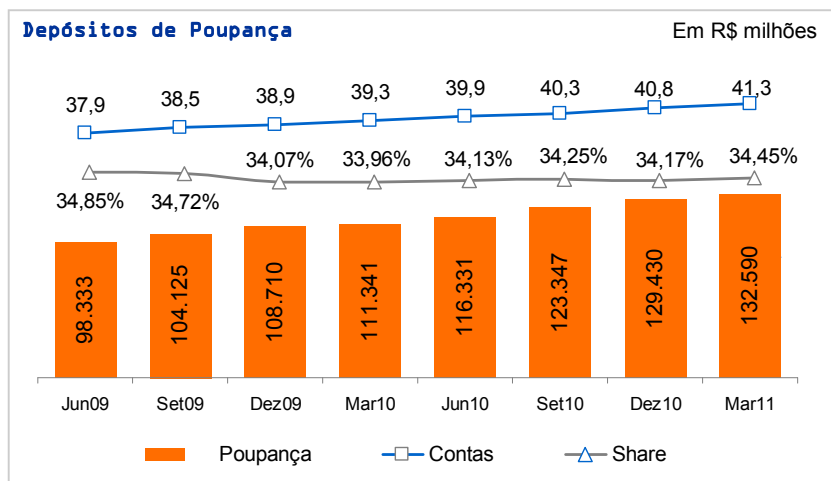 Depósitos de Poupança
Em R$ milhões
37,9 38,5 38,9 39,3 39,9 40,3 40,8 41,3
34,85% 34,72% 34,07% 33,96% 34,13% 34,25% 34,17% 34,45%
98.333 104.125 108.710 111.341 116.331 123.347 129.430 132.590
Jun09 Set09 Dez09 Mar10 Jun10 Set10 Dez10 Mar11
Poupança Contas Share